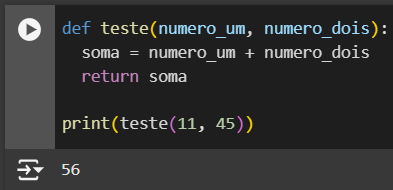 def teste(numero_um, numero_dois):
  soma = numero_um + numero_dois
  return soma

print(teste(11, 45))
56